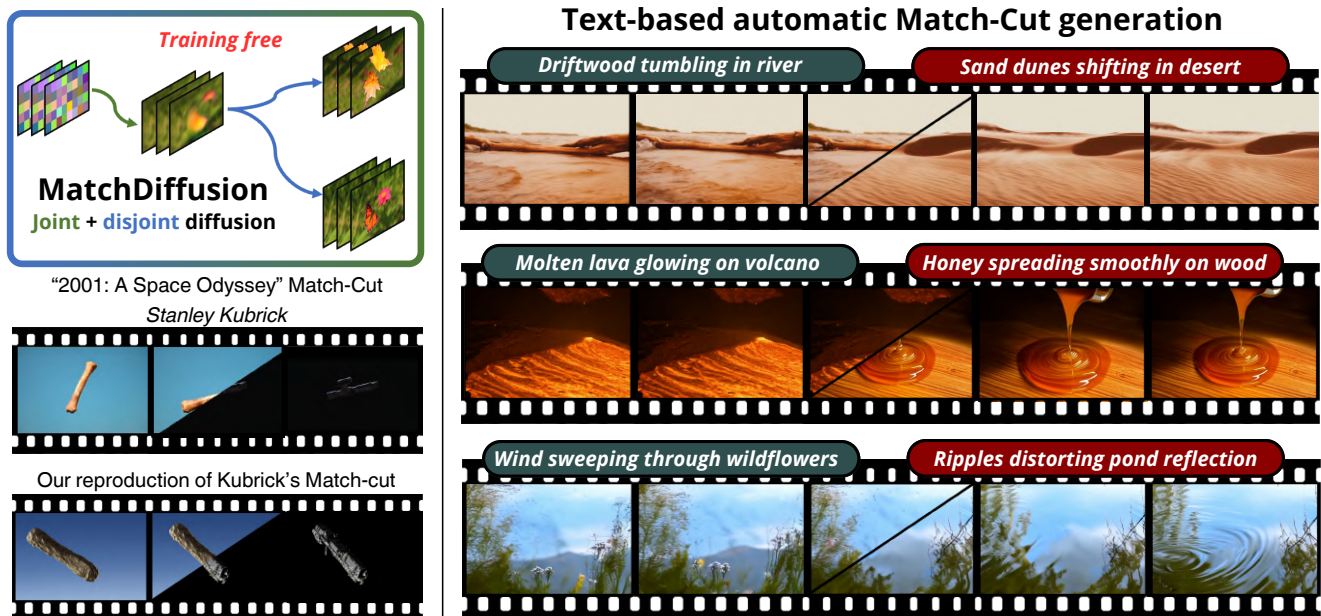 Training free
MatchDiffusion
Joint + disjoint diffusion
“2001: A Space Odyssey” Match-Cut
Stanley Kubrick
Our reproduction of Kubrick’s Match-cut
Text-based automatic Match-Cut generation
Driftwood tumbling in river
Sand dunes shifting in desert
Molten lava glowing on volcano
Honey spreading smoothly on wood
Wind sweeping through wildflowers
Ripples distorting pond reflection